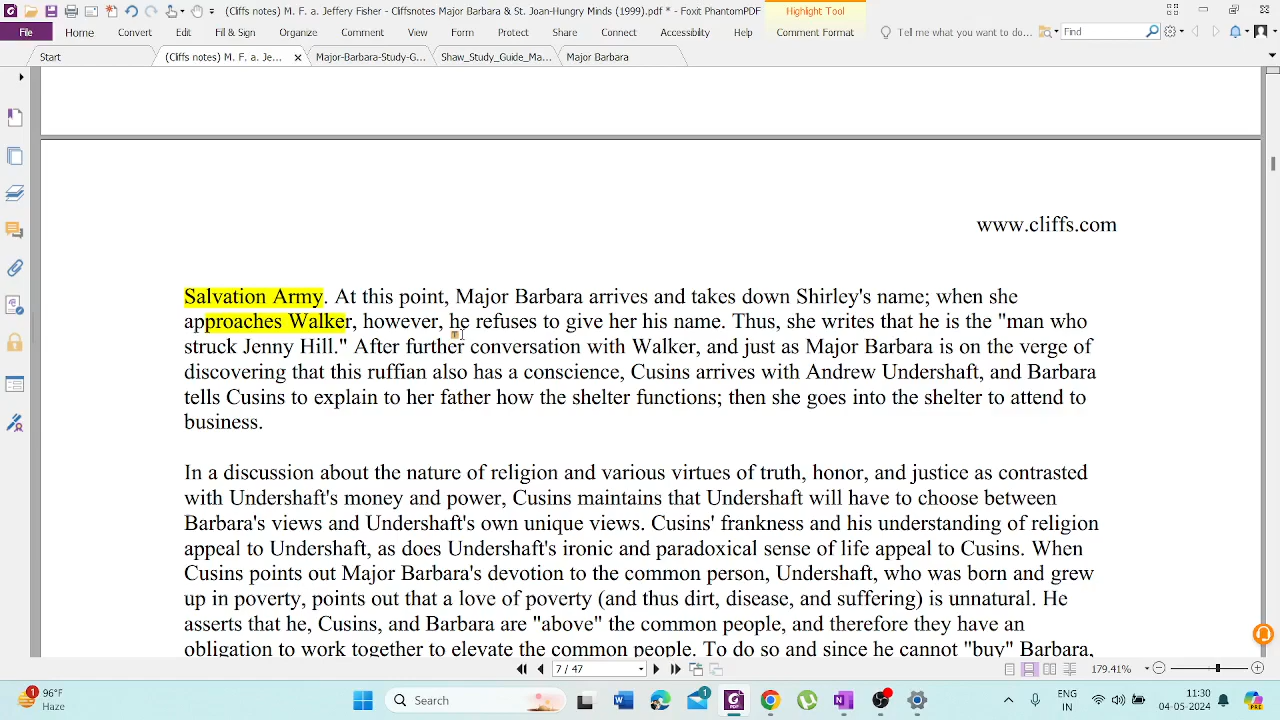 (Cliffs notes) M. F. a. Jeffery Fisher - Cliffsnotes Major Barbara & St. Joan-Hungry Minds (1999).pdf * - Foxit PhantomPDF
Highlight Tool
File
Home
Convert
Edit
Fill & Sign
Organize
Comment
View
Form
Protect
Share
Connect
Accessibility
Help
Comment Format
Tell me what you want to do...
Find
Start
(Cliffs notes) M. F. a. Je...
Major-Barbara-Study-G...
Shaw_Study_Guide_Ma...
Major Barbara
www.cliffs.com
Salvation Army. At this point, Major Barbara arrives and takes down Shirley's name; when she
approaches Walker, however, he refuses to give her his name. Thus, she writes that he is the "man who
struck Jenny Hill." After further conversation with Walker, and just as Major Barbara is on the verge of
discovering that this ruffian also has a conscience, Cusins arrives with Andrew Undershaft, and Barbara
tells Cusins to explain to her father how the shelter functions; then she goes into the shelter to attend to
business.
In a discussion about the nature of religion and various virtues of truth, honor, and justice as contrasted
with Undershaft's money and power, Cusins maintains that Undershaft will have to choose between
Barbara's views and Undershaft's own unique views. Cusins' frankness and his understanding of religion
appeal to Undershaft, as does Undershaft's ironic and paradoxical sense of life appeal to Cusins. When
Cusins points out Major Barbara's devotion to the common person, Undershaft, who was born and grew
up in poverty, points out that a love of poverty (and thus dirt, disease, and suffering) is unnatural. He
asserts that he, Cusins, and Barbara are "above" the common people, and therefore they have an
obligation to work together to elevate the common people. To do so and since he cannot "buy" Barbara,
7 / 47
179.41%
1
96°F
Haze
Search
ENG
IN
11:30
04-05-2024